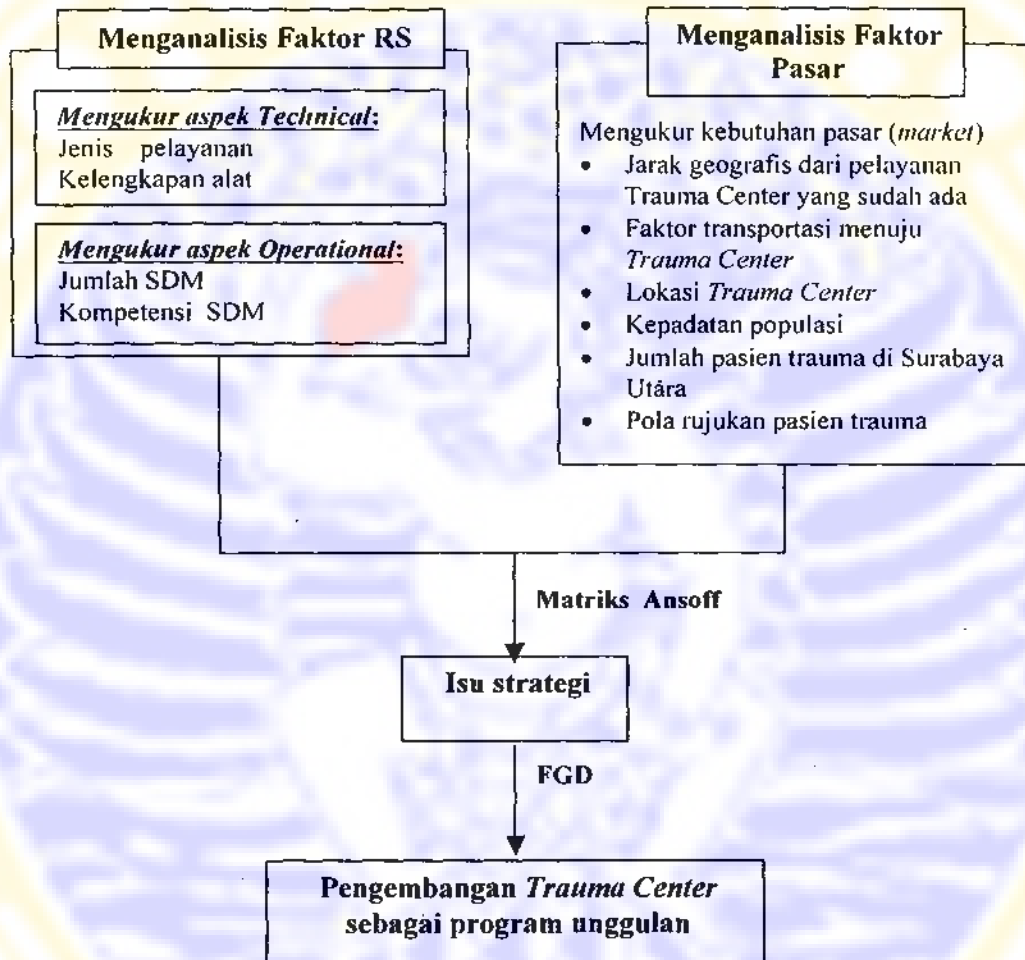 Menganalisis Faktor RS
Mengukur aspek Technical:
Jenis pelayanan
Kelengkapan alat
Mengukur aspek Operational:
Jumlah SDM
Kompetensi SDM
Menganalisis Faktor
Pasar
Mengukur kebutuhan pasar (market)
• Jarak geografis dari pelayanan
Trauma Center yang sudah ada
• Faktor transportasi menuju
Trauma Center
• Lokasi Trauma Center
• Kepadatan populasi
• Jumlah pasien trauma di Surabaya
Utara
• Pola rujukan pasien trauma
Matriks Ansoff
Isu strategi
FGD
Pengembangan Trauma Center
sebagai program unggulan